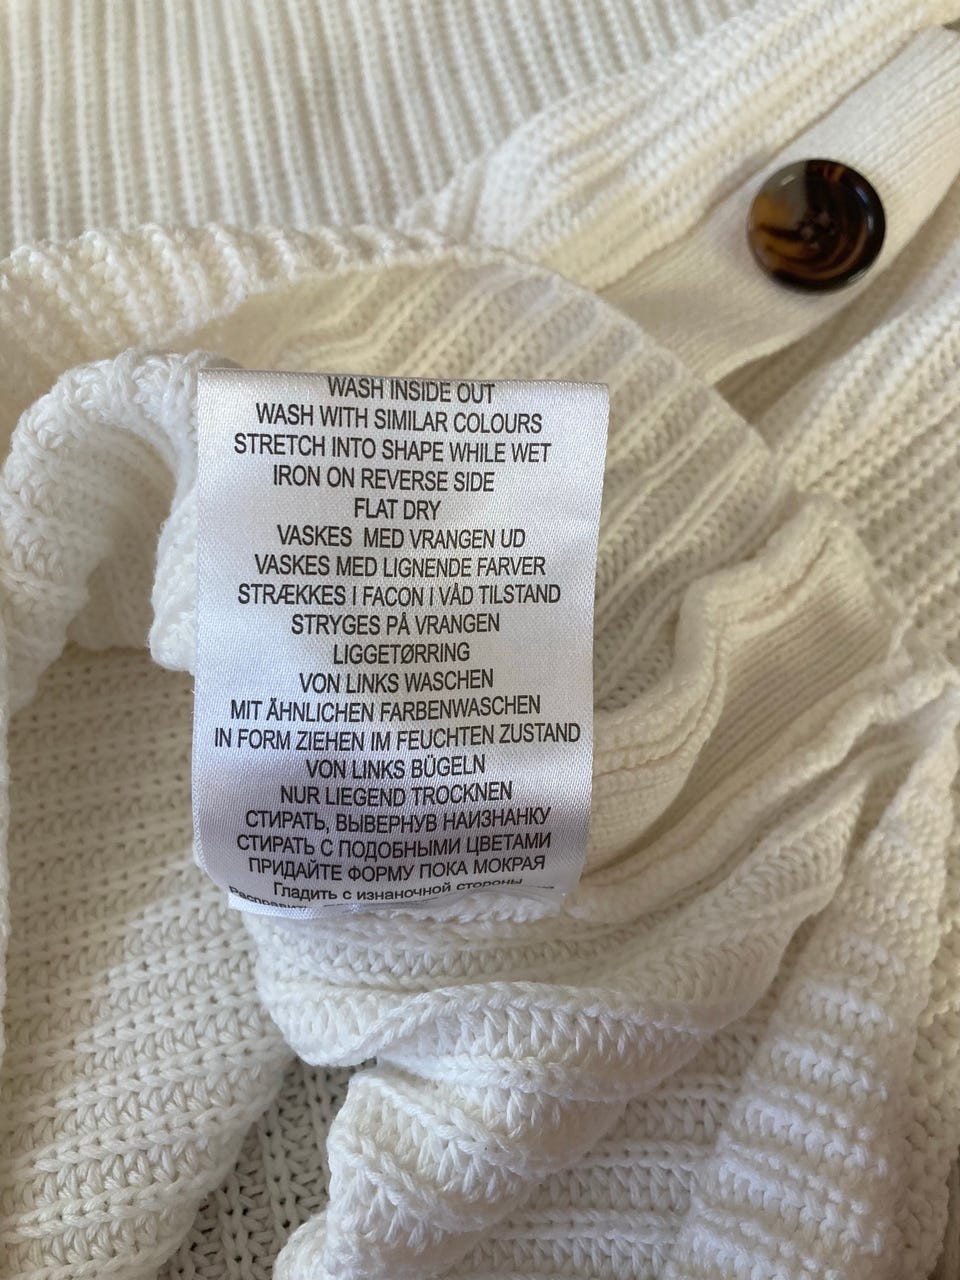 WASH INSIDE OUT
WASH WITH SIMILAR COLOURS
STRETCH INTO SHAPE WHILE WET
IRON ON REVERSE SIDE
FLAT DRY
VASKES MED VRANGEN UD
VASKES MED LIGNENDE FARVER
STRÆKKES I FACON I VÅD TILSTAND
STRYGES PÅ VRANGEN
LIGGETØRRING
VON LINKS WASCHEN
MIT ÄHNLICHEN FARBENWASCHEN
IN FORM ZIEHEN IM FEUCHTEN ZUSTAND
VON LINKS BÜGELN
NUR LIEGEND TROCKNEN
СТИРАТЬ, ВЫВЕРНУВ НАИЗНАНКУ
СТИРАТЬ С ПОДОБНЫМИ ЦВЕТАМИ
ПРИДАЙТЕ ФОРМУ ПОКА МОКРАЯ
Гладить с изнаночной стороны